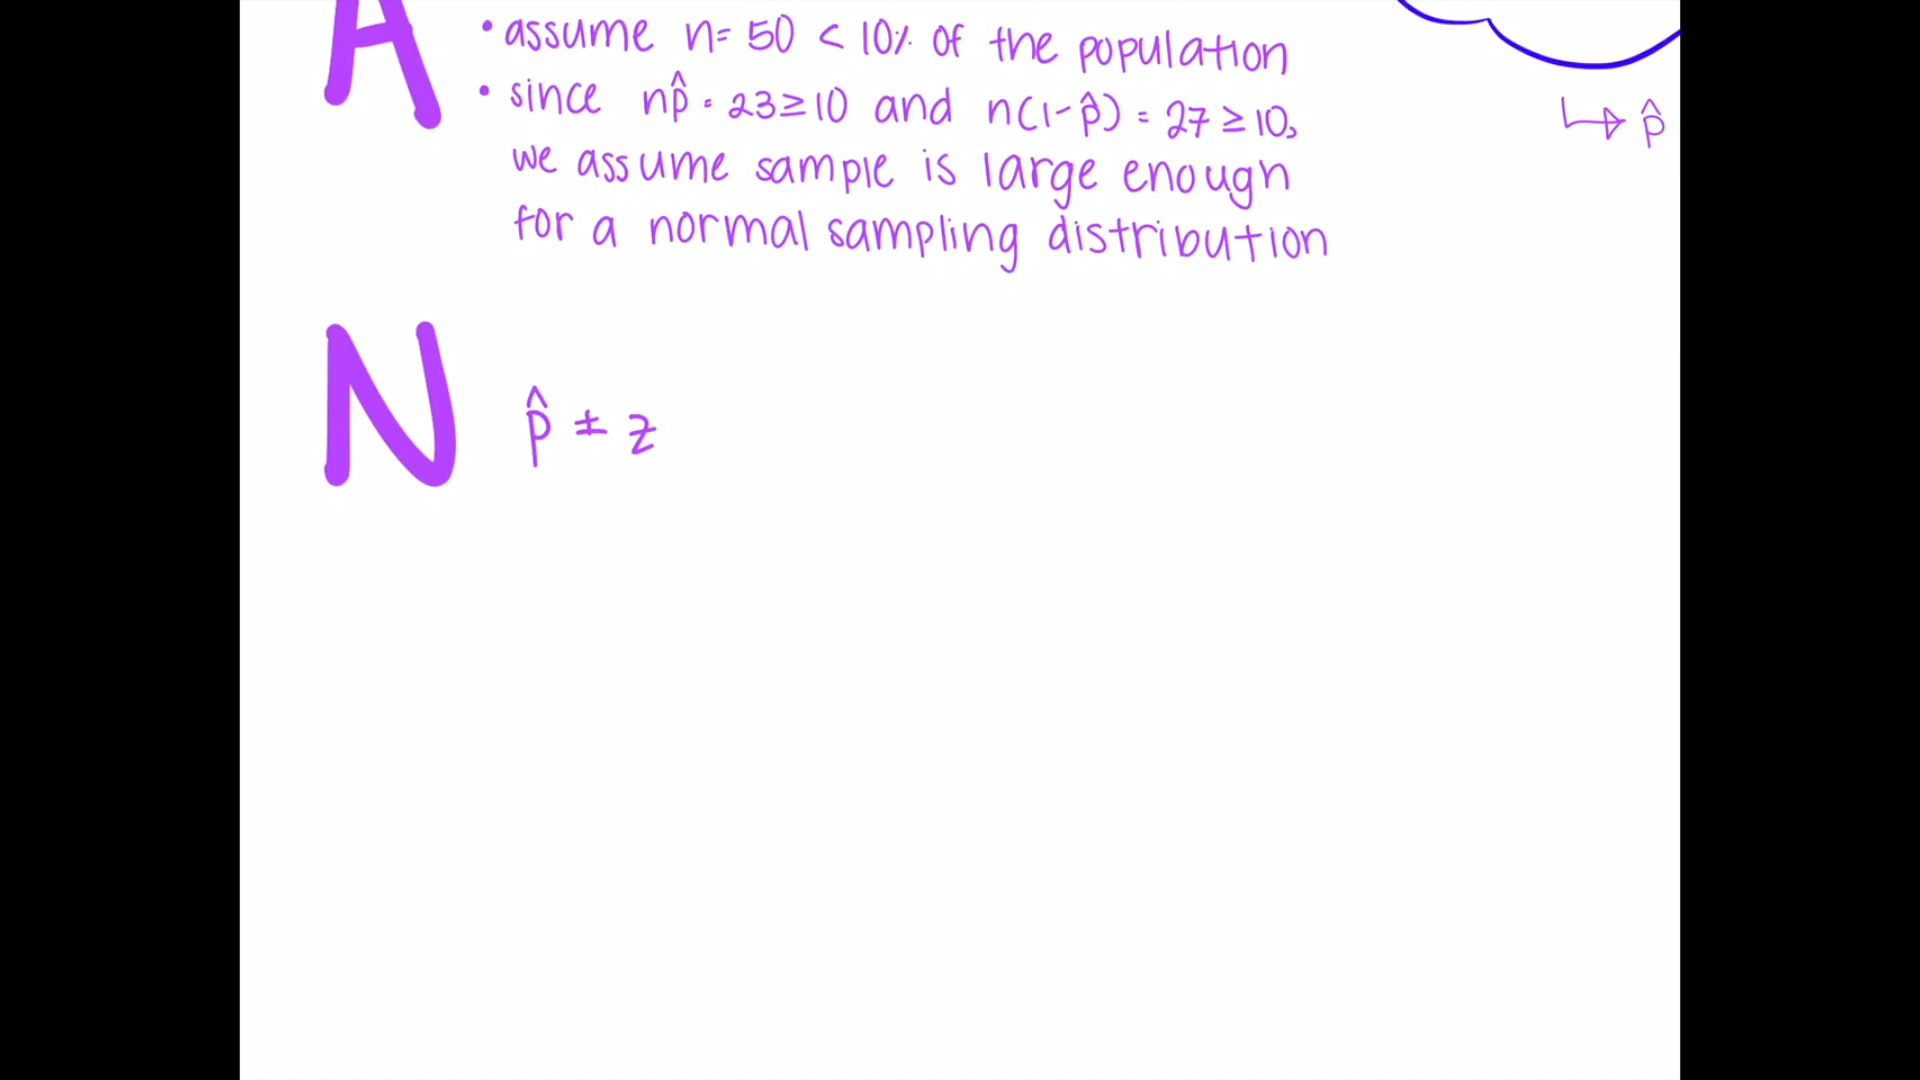 A
• assume n= 50 < 10% of the population
• since np̂ = 23≥10 and n(1-p̂) = 27 ≥ 10,
we assume sample is large enough
for a normal sampling distribution
↳ p̂
N
p̂ ± z